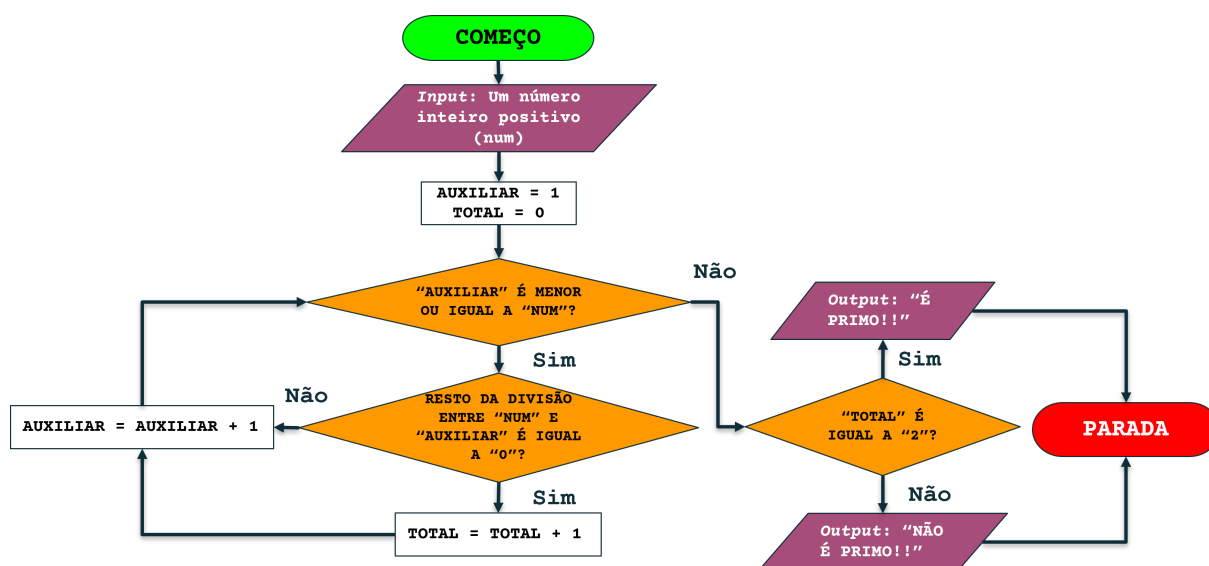 COMEÇO
Input: Um número
inteiro positivo
(num)
AUXILIAR = 1
TOTAL = 0
“AUXILIAR” É MENOR
OU IGUAL A “NUM”?
Não
Sim
RESTO DA DIVISÃO
ENTRE “NUM” E
“AUXILIAR” É IGUAL
A “0”?
Não
AUXILIAR = AUXILIAR + 1
Sim
TOTAL = TOTAL + 1
“TOTAL” É
IGUAL A “2”?
Sim
Output: “É
PRIMO!!”
Não
Output: “NÃO
É PRIMO!!”
PARADA